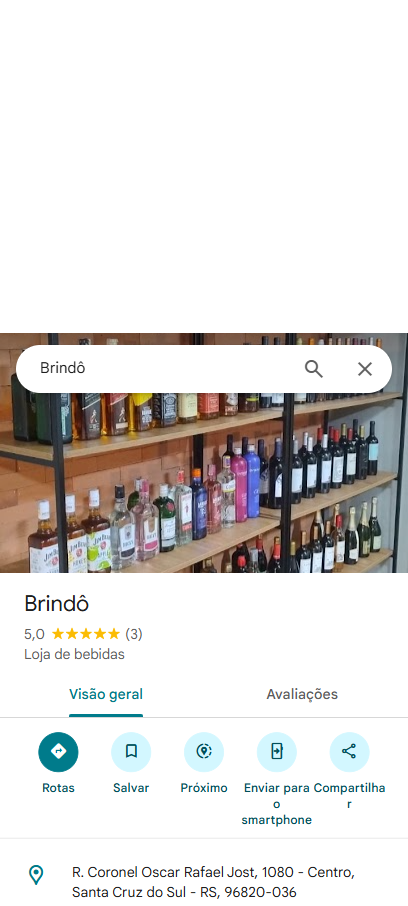 Brindô
Brindô
5,0 ★★★★★ (3)
Loja de bebidas
Visão geral
Avaliações
Rotas
Salvar
Próximo
Enviar para
o
smartphone
Compartilha
r
R. Coronel Oscar Rafael Jost, 1080 - Centro,
Santa Cruz do Sul - RS, 96820-036